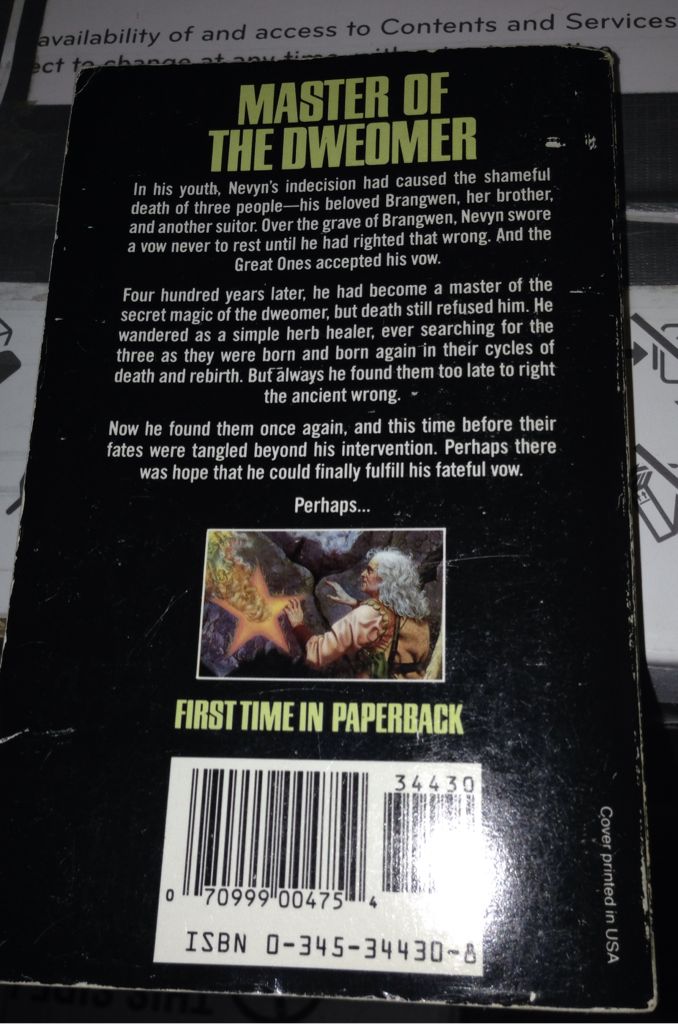 availability of and access to Contents and Services
ect to change at any time
MASTER OF
THE DWEOMER
In his youth, Nevyn's indecision had caused the shameful
death of three people—his beloved Brangwen, her brother,
and another suitor. Over the grave of Brangwen, Nevyn swore
a vow never to rest until he had righted that wrong. And the
Great Ones accepted his vow.
Four hundred years later, he had become a master of the
secret magic of the dweomer, but death still refused him. He
wandered as a simple herb healer, ever searching for the
three as they were born and born again in their cycles of
death and rebirth. But always he found them too late to right
the ancient wrong.
Now he found them once again, and this time before their
fates were tangled beyond his intervention. Perhaps there
was hope that he could finally fulfill his fateful vow.
Perhaps...
FIRST TIME IN PAPERBACK
34430
0 70999 00475 4
ISBN 0-345-34430-8
Cover printed in USA
THIS SIDE